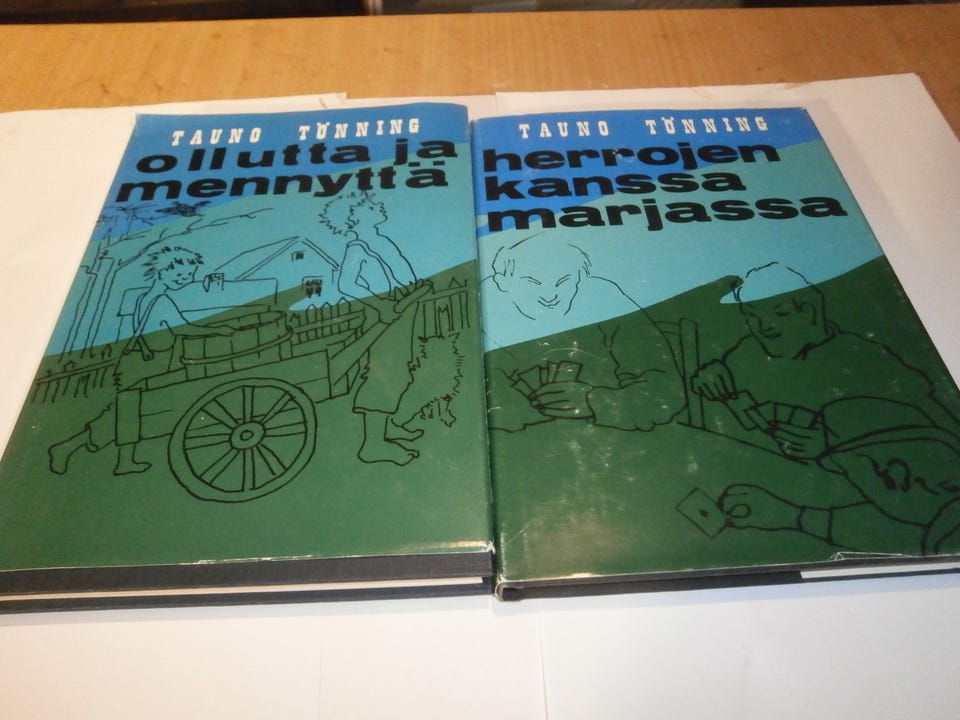 TAUNO TÖNNING
ollutta ja
mennyttä
TAUNO TÖNNING
herrojen
kanssa
marjassa